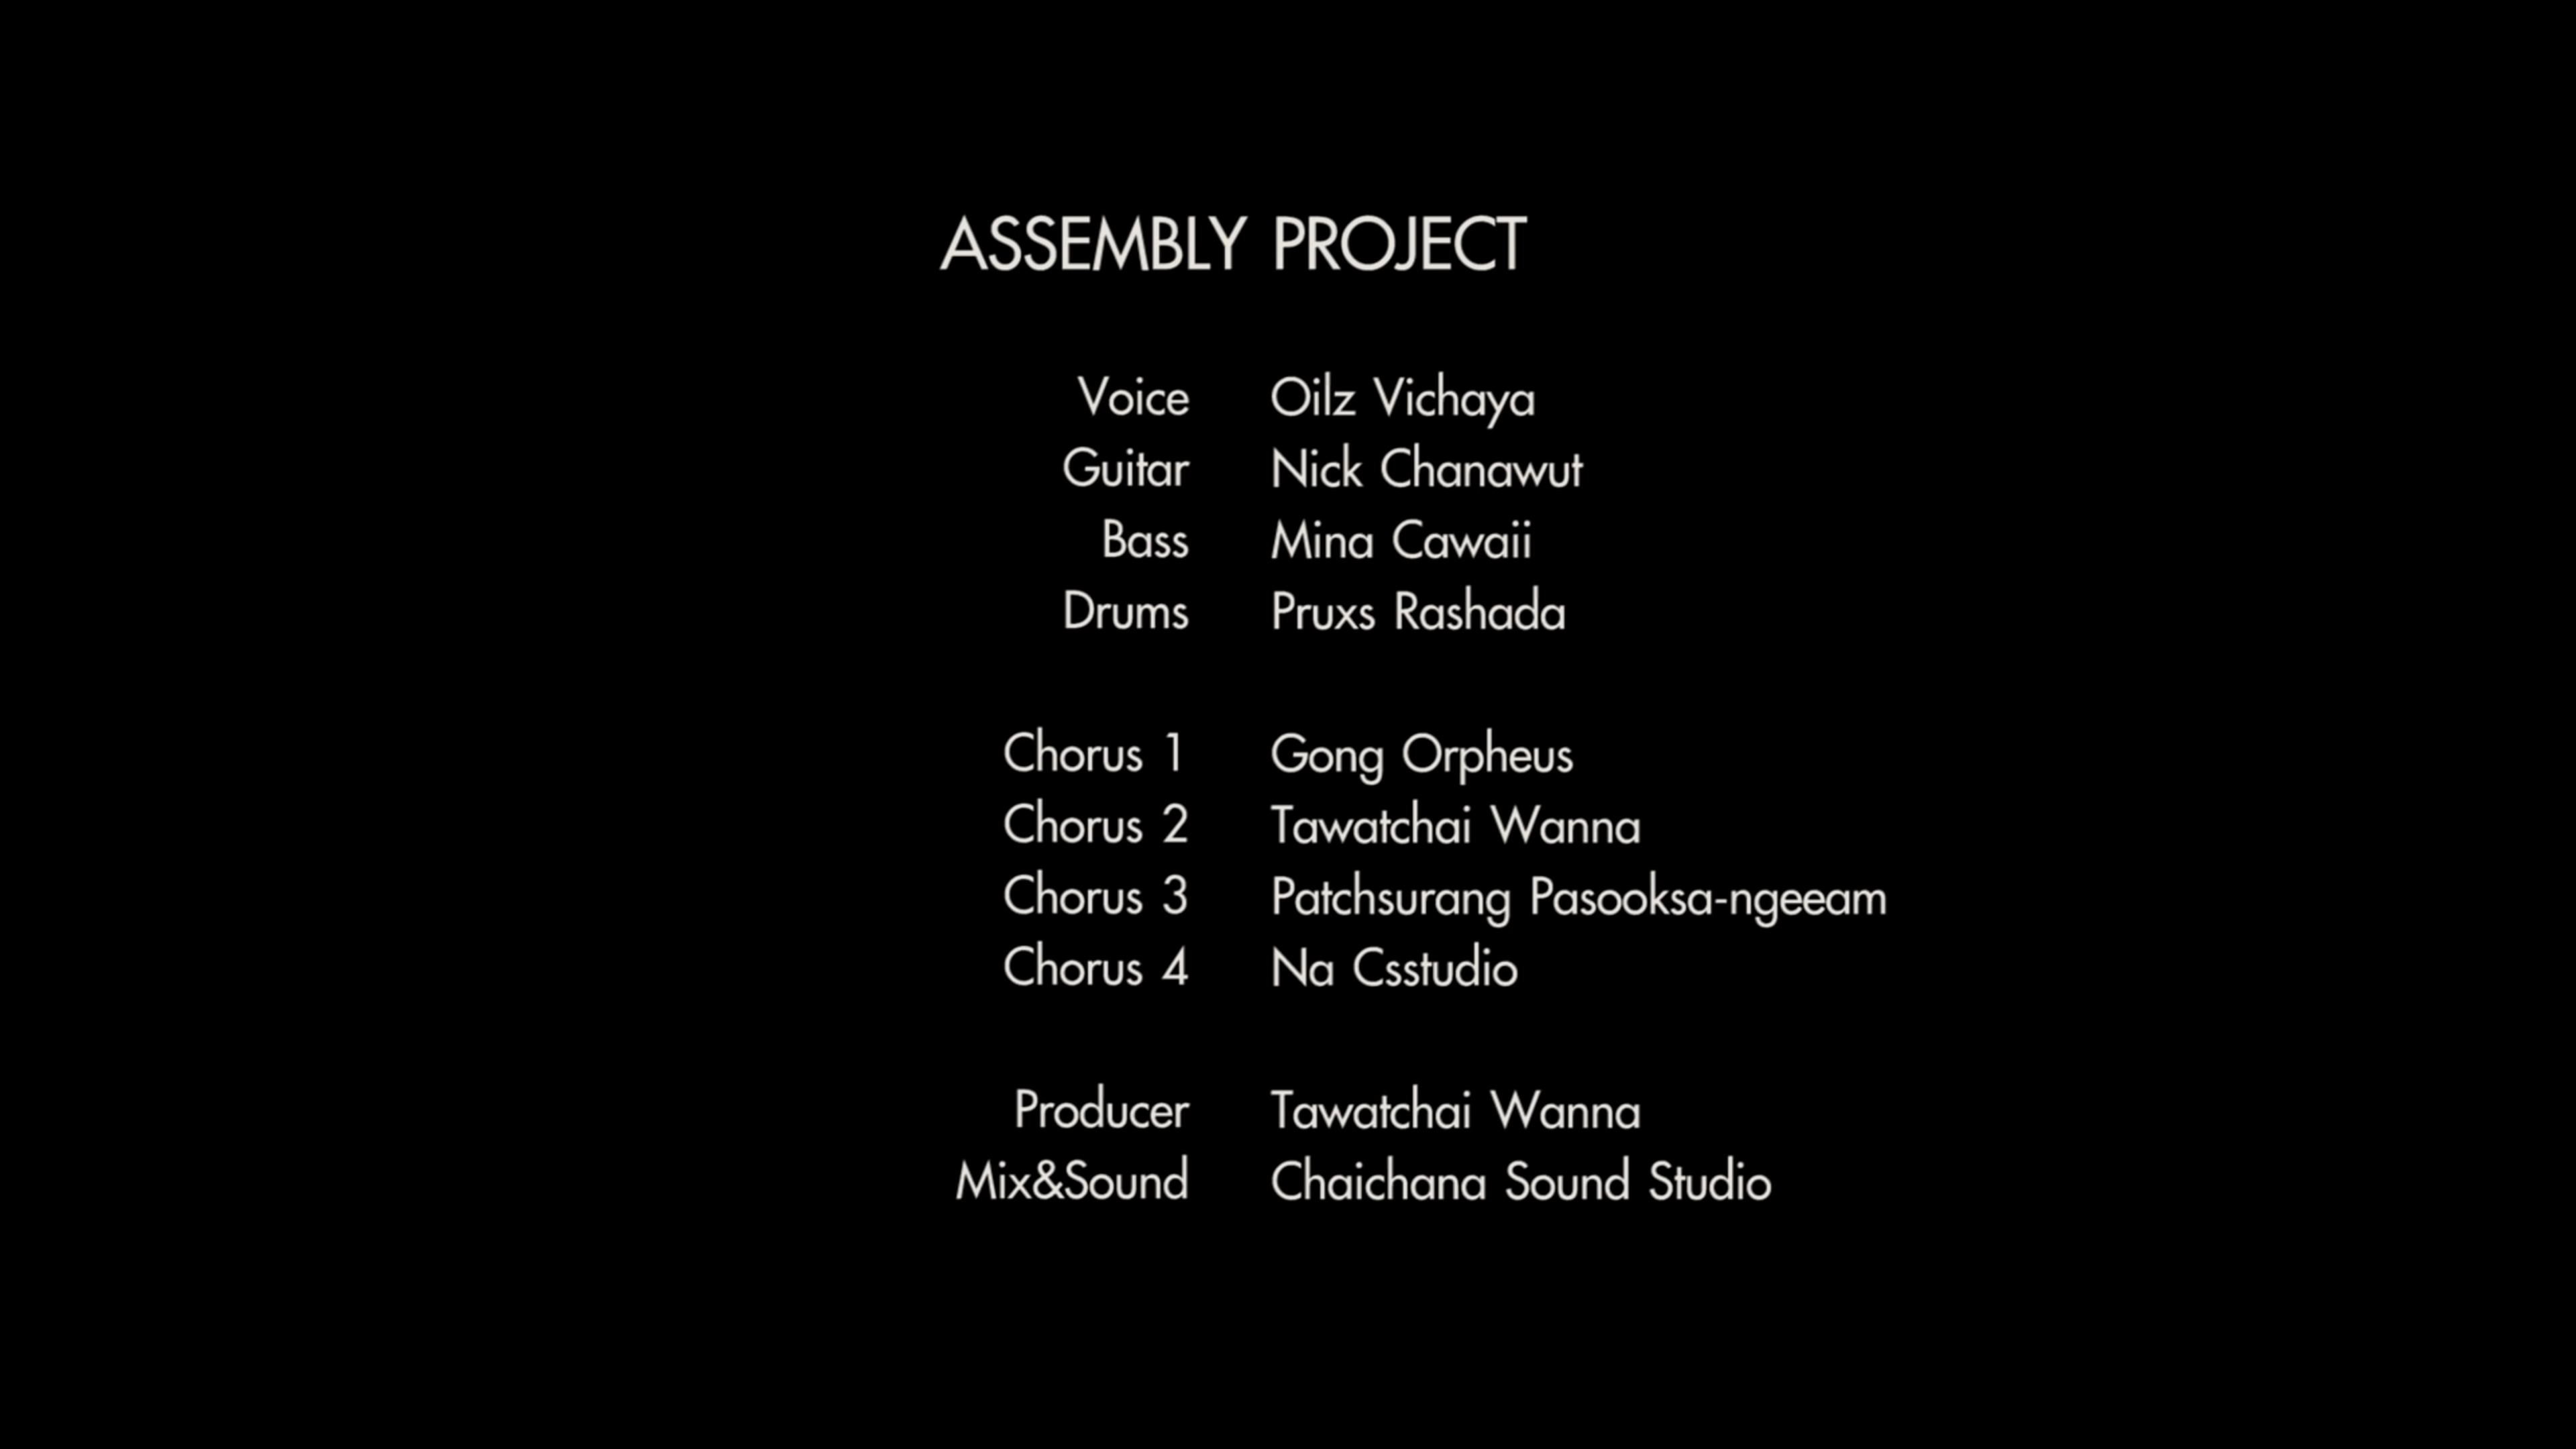 ASSEMBLY PROJECT
Voice Oilz Vichaya
Guitar Nick Chanawut
Bass Mina Cawaii
Drums Pruxs Rashada
Chorus 1 Gong Orpheus
Chorus 2 Tawatchai Wanna
Chorus 3 Patchsurang Pasooksa-ngeeam
Chorus 4 Na Csstudio
Producer Tawatchai Wanna
Mix&Sound Chaichana Sound Studio